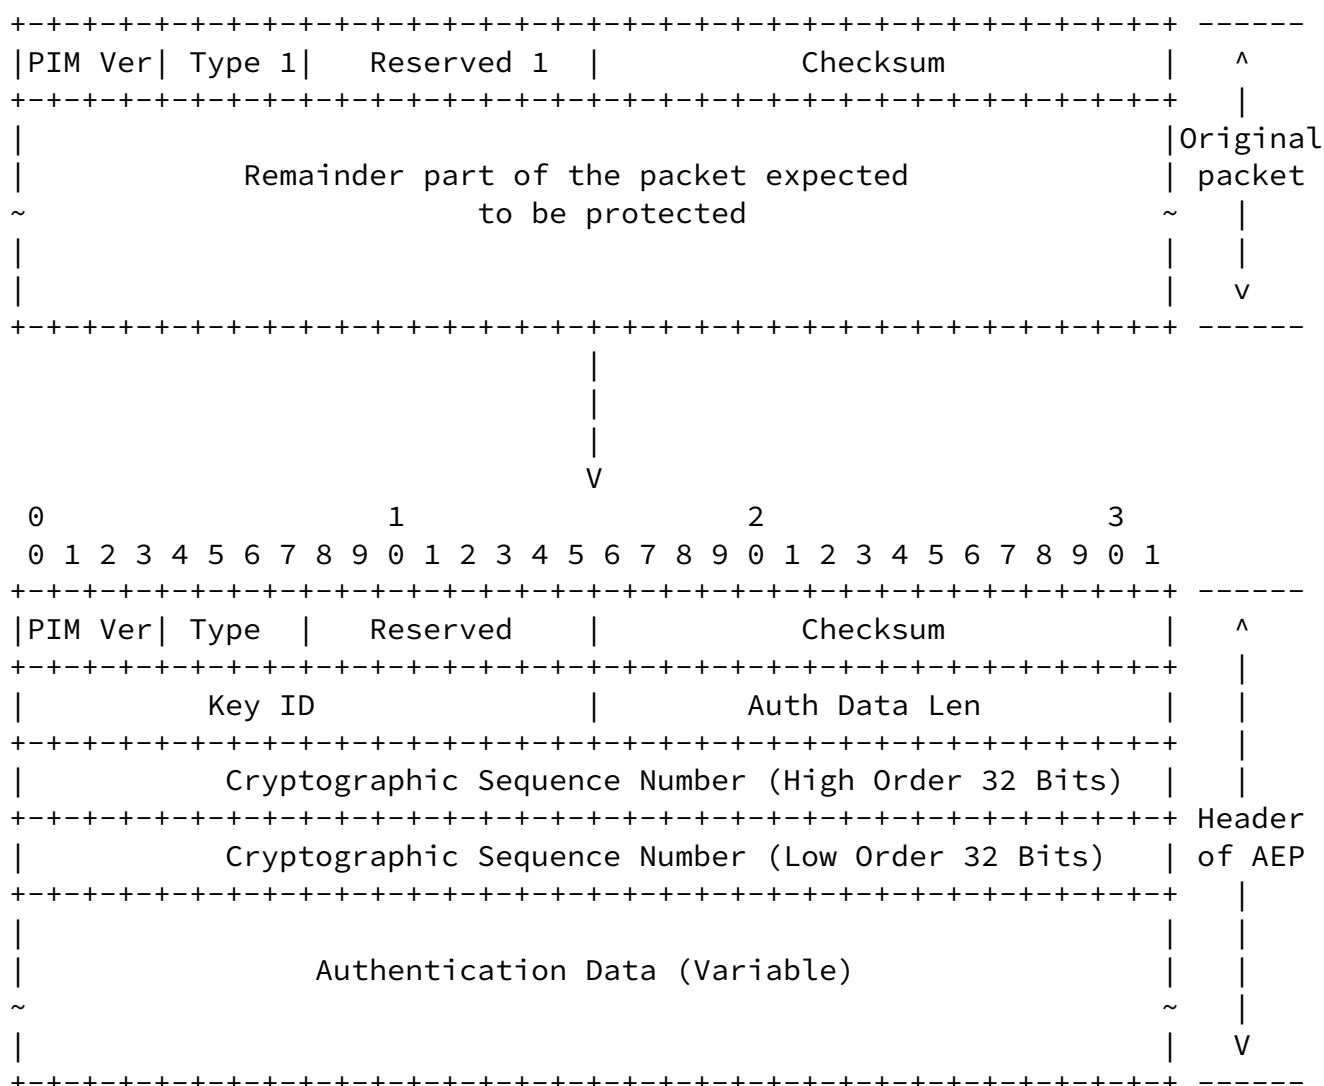 +-+-+-+-+-+-+-+-+-+-+-+-+-+-+-+-+-+-+-+-+-+-+-+-+-+-+-+-+-+-+-+-+ ------
|PIM Ver| Type 1|   Reserved 1  |           Checksum            |   ^
+-+-+-+-+-+-+-+-+-+-+-+-+-+-+-+-+-+-+-+-+-+-+-+-+-+-+-+-+-+-+-+-+   |
|                                                               |Original
|            Remainder part of the packet expected              | packet
~                         to be protected                       ~   |
|                                                               |   |
|                                                               |   v
+-+-+-+-+-+-+-+-+-+-+-+-+-+-+-+-+-+-+-+-+-+-+-+-+-+-+-+-+-+-+-+-+ ------
                                |
                                |
                                |
                                V
 0                   1                   2                   3
 0 1 2 3 4 5 6 7 8 9 0 1 2 3 4 5 6 7 8 9 0 1 2 3 4 5 6 7 8 9 0 1
+-+-+-+-+-+-+-+-+-+-+-+-+-+-+-+-+-+-+-+-+-+-+-+-+-+-+-+-+-+-+-+-+ ------
|PIM Ver| Type  |   Reserved    |           Checksum            |   ^
+-+-+-+-+-+-+-+-+-+-+-+-+-+-+-+-+-+-+-+-+-+-+-+-+-+-+-+-+-+-+-+-+   |
|          Key ID               |        Auth Data Len          |   |
+-+-+-+-+-+-+-+-+-+-+-+-+-+-+-+-+-+-+-+-+-+-+-+-+-+-+-+-+-+-+-+-+   |
|           Cryptographic Sequence Number (High Order 32 Bits)  |   |
+-+-+-+-+-+-+-+-+-+-+-+-+-+-+-+-+-+-+-+-+-+-+-+-+-+-+-+-+-+-+-+-+ Header
|           Cryptographic Sequence Number (Low Order 32 Bits)   | of AEP
+-+-+-+-+-+-+-+-+-+-+-+-+-+-+-+-+-+-+-+-+-+-+-+-+-+-+-+-+-+-+-+-+   |
|                                                               |   |
|                Authentication Data (Variable)                 |   |
~                                                               ~   |
|                                                               |   V
+-+-+-+-+-+-+-+-+-+-+-+-+-+-+-+-+-+-+-+-+-+-+-+-+-+-+-+-+-+-+-+-+ ------